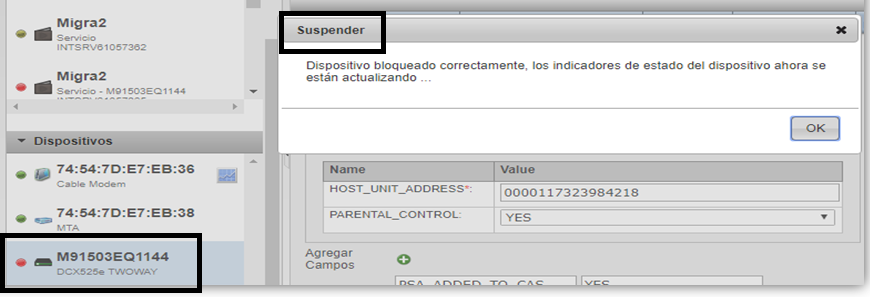 Migra2
Servicio
INTSRV61057362
Migra2
Servicio - M91503EQ1144
Dispositivos
74:54:7D:E7:EB:36
Cable Modem
74:54:7D:E7:EB:38
MTA
M91503EQ1144
DCX525e TWOWAY
Suspender
Dispositivo bloqueado correctamente, los indicadores de estado del dispositivo ahora se
están actualizando ...
OK
Name Value
HOST_UNIT_ADDRESS*: 0000117323984218
PARENTAL_CONTROL: YES
Agregar
Campos
PSA_ADDED_TO_CAS YES